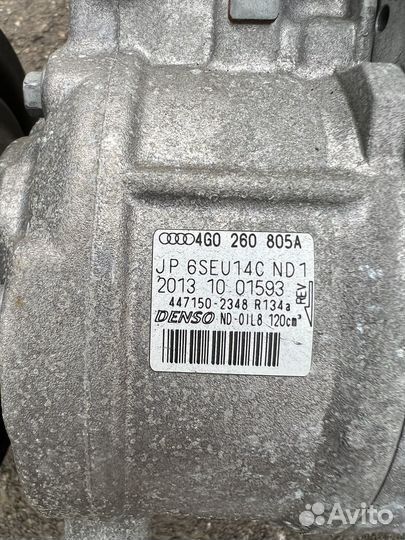 4G0 260 805A
JP 6SEU14C ND1
2013 10 01593
REV
447150-2348 R134a
DENSO ND-OIL8 120cm³
Avito